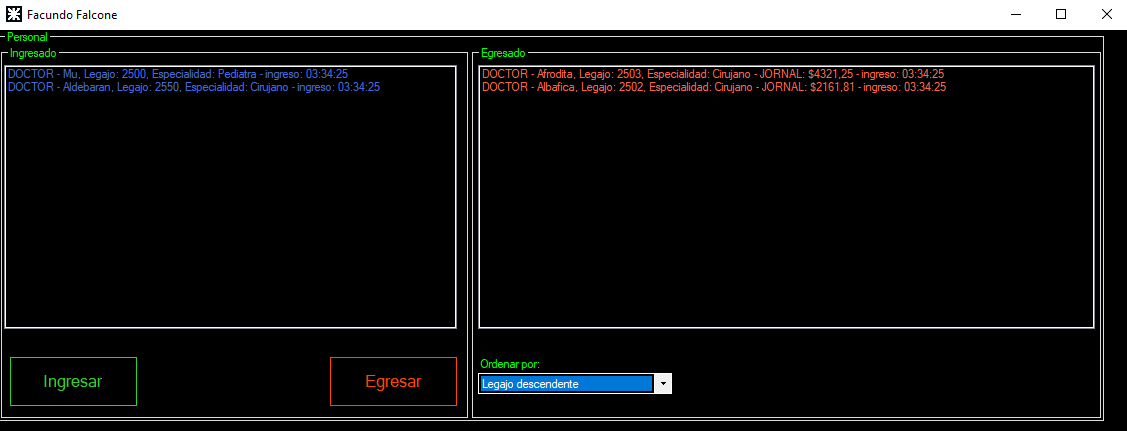 Facundo Falcone
Personal
Ingresado
DOCTOR - Mu, Legajo: 2500, Especialidad: Pediatra - ingreso: 03:34:25
DOCTOR - Aldebaran, Legajo: 2550, Especialidad: Cirujano - ingreso: 03:34:25
Ingresar
Egresar
Egresado
DOCTOR - Afrodita, Legajo: 2503, Especialidad: Cirujano - JORNAL: $4321,25 - ingreso: 03:34:25
DOCTOR - Albafica, Legajo: 2502, Especialidad: Cirujano - JORNAL: $2161,81 - ingreso: 03:34:25
Ordenar por:
Legajo descendente